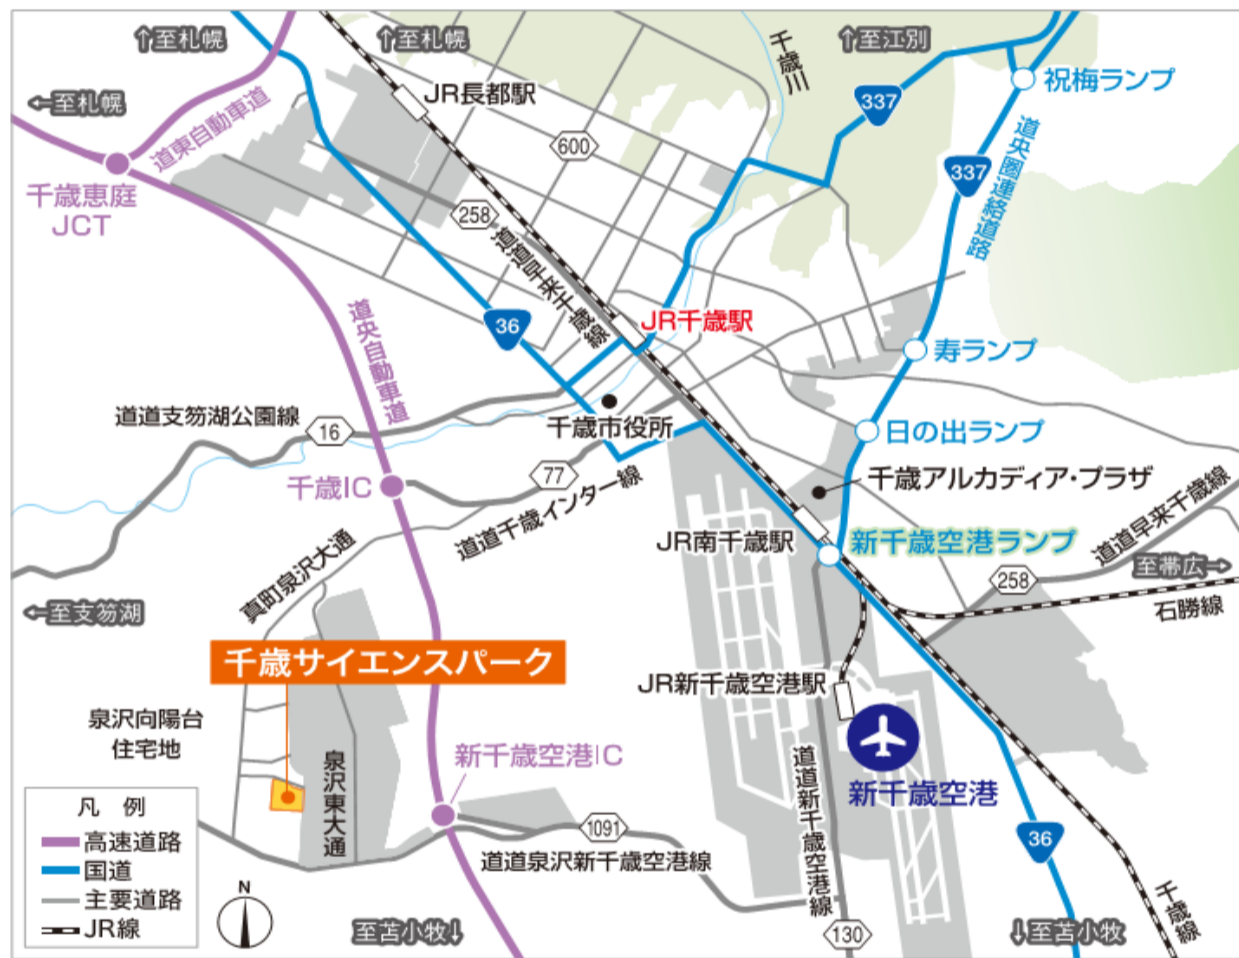 ↑至札幌
↑至札幌
↑至江別
千歳川
祝梅ランプ
JR長都駅
←至札幌
337
道東自動車道
600
道央圏連絡道路
337
千歳恵庭
JCT
258
道道早来千歳線
36
JR千歳駅
寿ランプ
道央自動車道
道道支笏湖公園線
16
千歳市役所
日の出ランプ
77
千歳アルカディア・プラザ
千歳IC
道道千歳インター線
JR南千歳駅
新千歳空港ランプ
道道早来千歳線
至帯広→
258
真町泉沢大通
←至支笏湖
石勝線
千歳サイエンスパーク
JR新千歳空港駅
泉沢向陽台
住宅地
新千歳空港IC
泉沢東大通
道道新千歳空港線
新千歳空港
凡 例
高速道路
国道
主要道路
JR線
1091
道道泉沢新千歳空港線
36
N
千歳線
至苫小牧↓
130
↓至苫小牧